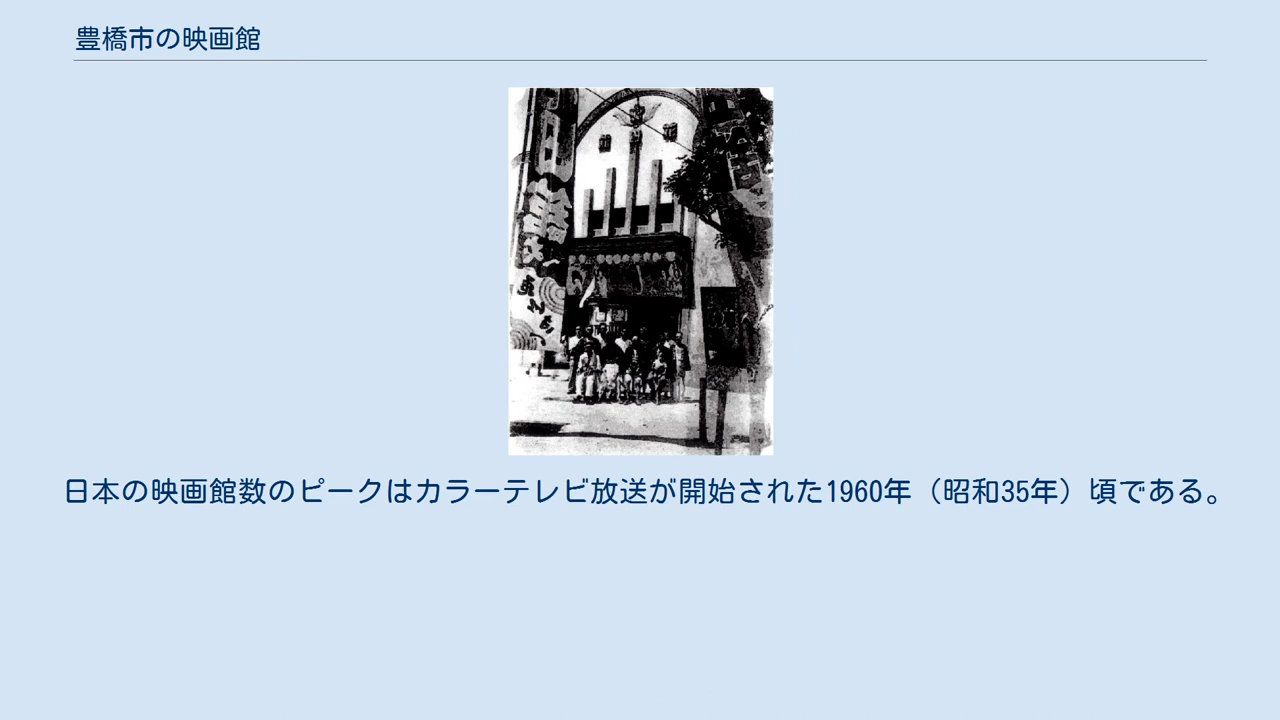 豊橋市の映画館
日本の映画館数のピークはカラーテレビ放送が開始された1960年（昭和35年）頃である。